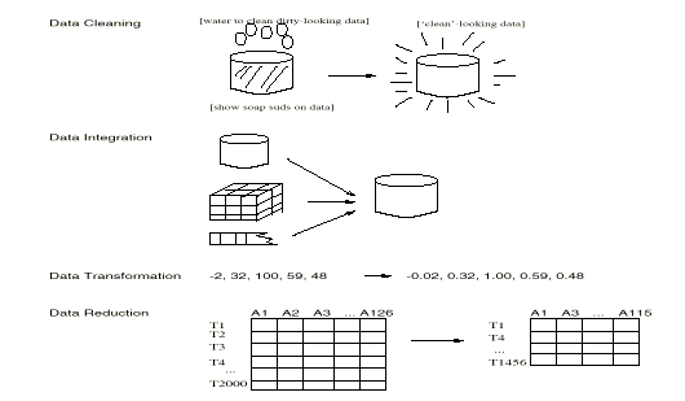 Data Cleaning
[water to clean dirty-looking data]
['clean'-looking data]
[show soap suds on data]
Data Integration
Data Transformation -2, 32, 100, 59, 48 -0.02, 0.32, 1.00, 0.59, 0.48
Data Reduction
A1 A2 A3 ... A126
T1
T2
T3
T4
...
T2000
A1 A3 ... A115
T1
T4
...
T1456